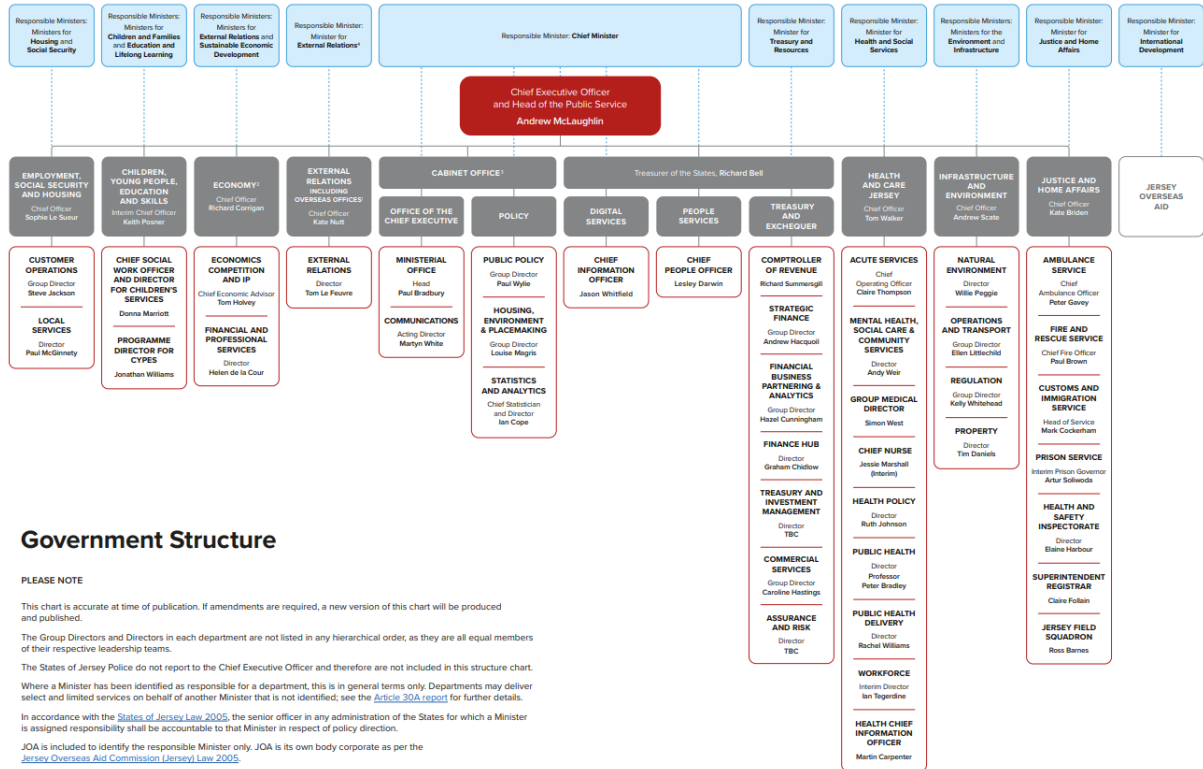 Responsible Ministers:
Ministers for
Housing and
Social Security
Responsible Ministers:
Ministers for
Children and Families
and Education and
Lifelong Learning
Responsible Ministers:
Ministers for
External Relations and
Sustainable Economic
Development
Responsible Minister:
Minister for
External Relations⁴
Responsible Minister: Chief Minister
Responsible Minister:
Minister for
Treasury and
Resources
Responsible Minister:
Minister for
Health and Social
Services
Responsible Ministers:
Ministers for the
Environment and
Infrastructure
Responsible Minister:
Minister for
Justice and Home
Affairs
Responsible Minister:
Minister for
International
Development
Chief Executive Officer
and Head of the Public Service
Andrew McLaughlin
EMPLOYMENT,
SOCIAL SECURITY
AND HOUSING
Chief Officer
Sophie Le Sueur
CHILDREN,
YOUNG PEOPLE,
EDUCATION
AND SKILLS
Interim Chief Officer
Keith Posner
ECONOMY²
Chief Officer
Richard Corrigan
EXTERNAL
RELATIONS
INCLUDING
OVERSEAS OFFICES¹
Chief Officer
Kate Nutt
CABINET OFFICE³
OFFICE OF THE
CHIEF EXECUTIVE
POLICY
Treasurer of the States, Richard Bell
DIGITAL
SERVICES
PEOPLE
SERVICES
TREASURY
AND
EXCHEQUER
HEALTH
AND CARE
JERSEY
Chief Officer
Tom Walker
INFRASTRUCTURE
AND
ENVIRONMENT
Chief Officer
Andrew Scate
JUSTICE AND
HOME AFFAIRS
Chief Officer
Kate Briden
JERSEY
OVERSEAS
AID
CUSTOMER
OPERATIONS
Group Director
Steve Jackson
LOCAL
SERVICES
Director
Paul McGinnety
CHIEF SOCIAL
WORK OFFICER
AND DIRECTOR
FOR CHILDREN'S
SERVICES
Donna Marriott
PROGRAMME
DIRECTOR FOR
CYPES
Jonathan Williams
ECONOMICS
COMPETITION
AND IP
Chief Economic Advisor
Tom Holvey
FINANCIAL AND
PROFESSIONAL
SERVICES
Director
Helen de la Cour
EXTERNAL
RELATIONS
Director
Tom Le Feuvre
MINISTERIAL
OFFICE
Head
Paul Bradbury
COMMUNICATIONS
Acting Director
Martyn White
PUBLIC POLICY
Group Director
Paul Wylie
HOUSING,
ENVIRONMENT
& PLACEMAKING
Group Director
Louise Magris
STATISTICS
AND ANALYTICS
Chief Statistician
and Director
Ian Cope
CHIEF
INFORMATION
OFFICER
Jason Whitfield
CHIEF
PEOPLE OFFICER
Lesley Darwin
COMPTROLLER
OF REVENUE
Richard Summersgill
STRATEGIC
FINANCE
Group Director
Andrew Hacquoil
FINANCIAL
BUSINESS
PARTNERING &
ANALYTICS
Group Director
Hazel Cunningham
FINANCE HUB
Director
Graham Chidlow
TREASURY AND
INVESTMENT
MANAGEMENT
Director
TBC
COMMERCIAL
SERVICES
Group Director
Caroline Hastings
ASSURANCE
AND RISK
Director
TBC
ACUTE SERVICES
Chief
Operating Officer
Claire Thompson
MENTAL HEALTH,
SOCIAL CARE &
COMMUNITY
SERVICES
Director
Andy Weir
GROUP MEDICAL
DIRECTOR
Simon West
CHIEF NURSE
Jessie Marshall
(Interim)
HEALTH POLICY
Director
Ruth Johnson
PUBLIC HEALTH
Director
Professor
Peter Bradley
PUBLIC HEALTH
DELIVERY
Director
Rachel Williams
WORKFORCE
Interim Director
Ian Tegerdine
HEALTH CHIEF
INFORMATION
OFFICER
Martin Carpenter
NATURAL
ENVIRONMENT
Director
Willie Peggie
OPERATIONS
AND TRANSPORT
Group Director
Ellen Littlechild
REGULATION
Group Director
Kelly Whitehead
PROPERTY
Director
Tim Daniels
AMBULANCE
SERVICE
Chief
Ambulance Officer
Peter Gavey
FIRE AND
RESCUE SERVICE
Chief Fire Officer
Paul Brown
CUSTOMS AND
IMMIGRATION
SERVICE
Head of Service
Mark Cockerham
PRISON SERVICE
Interim Prison Governor
Artur Soliwoda
HEALTH AND
SAFETY
INSPECTORATE
Director
Elaine Harbour
SUPERINTENDENT
REGISTRAR
Claire Follain
JERSEY FIELD
SQUADRON
Ross Barnes
Government Structure
PLEASE NOTE
This chart is accurate at time of publication. If amendments are required, a new version of this chart will be produced
and published.
The Group Directors and Directors in each department are not listed in any hierarchical order, as they are all equal members
of their respective leadership teams.
The States of Jersey Police do not report to the Chief Executive Officer and therefore are not included in this structure chart.
Where a Minister has been identified as responsible for a department, this is in general terms only. Departments may deliver
select and limited services on behalf of another Minister that is not identified; see the Article 30A report for further details.
In accordance with the States of Jersey Law 2005, the senior officer in any administration of the States for which a Minister
is assigned responsibility shall be accountable to that Minister in respect of policy direction.
JOA is included to identify the responsible Minister only. JOA is its own body corporate as per the
Jersey Overseas Aid Commission (Jersey) Law 2005.